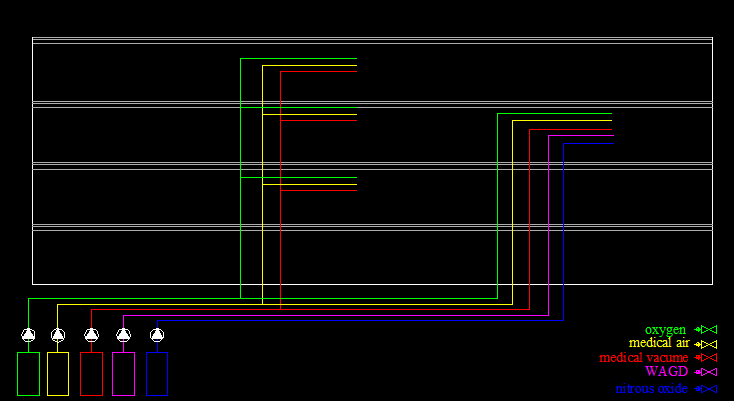 oxygen
medical air
medical vacume
WAGD
nitrous oxide